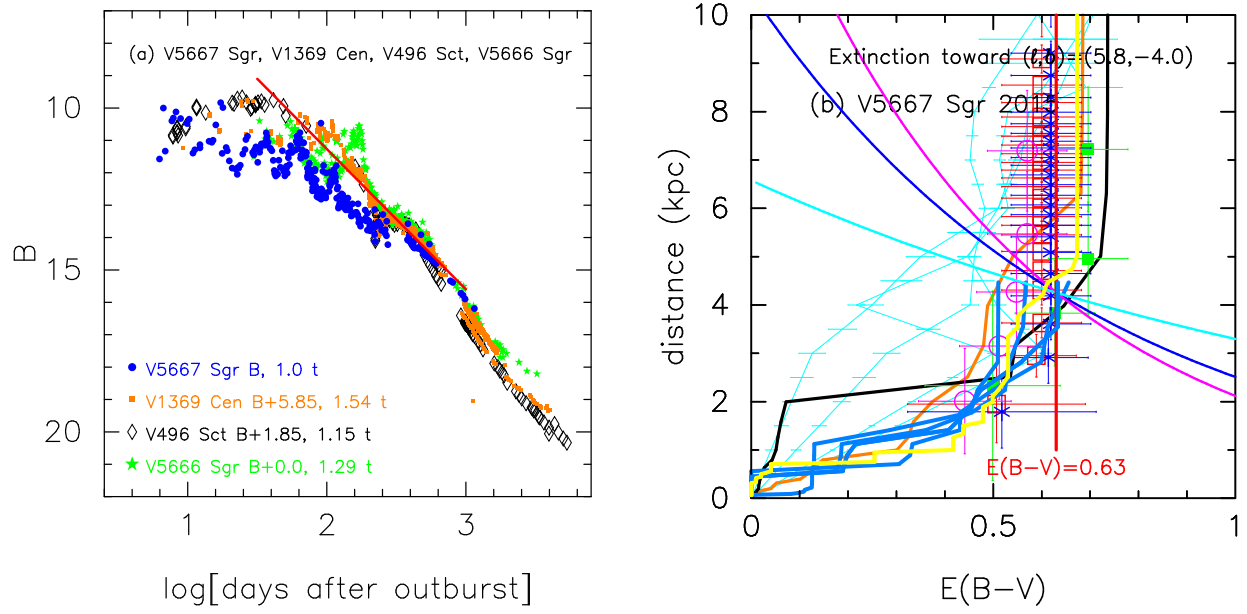 (a) V5667 Sgr, V1369 Cen, V496 Sct, V5666 Sgr
10
15
20
B
V5667 Sgr B, 1.0 t
V1369 Cen B+5.85, 1.54 t
V496 Sct B+1.85, 1.15 t
V5666 Sgr B+0.0, 1.29 t
1 2 3
log[days after outburst]
10
8
6
4
2
0
distance (kpc)
Extinction toward (ℓ,b)=(5.8,−4.0)
(b) V5667 Sgr
E(B−V)=0.63
0 0.5 1
E(B−V)